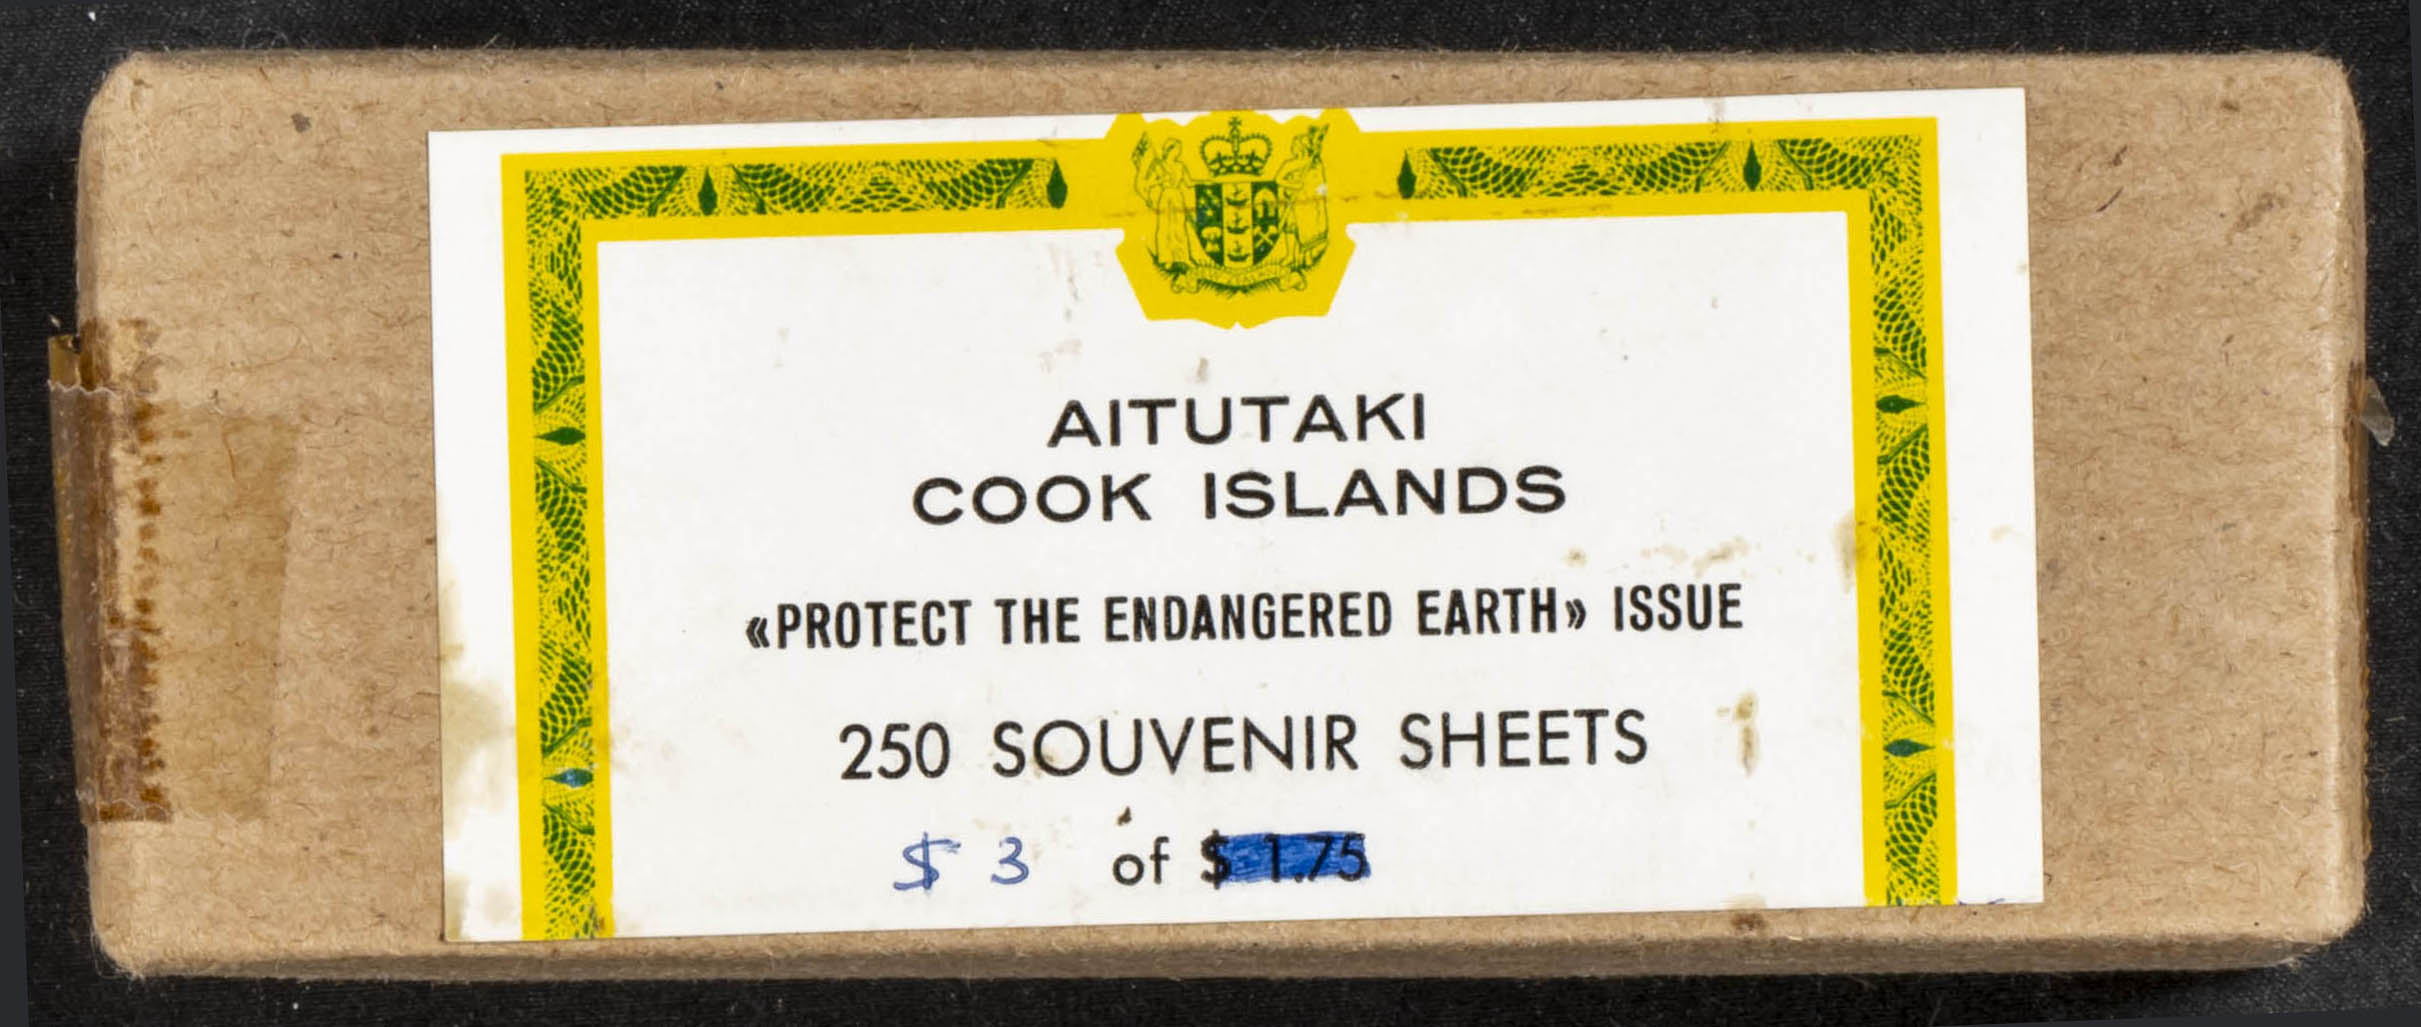 AITUTAKI
COOK ISLANDS
«PROTECT THE ENDANGERED EARTH» ISSUE
250 SOUVENIR SHEETS
$ 3 of $ 1.75